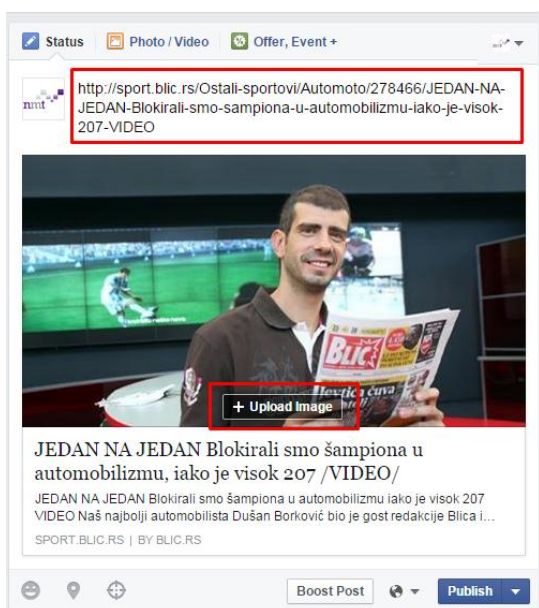 Status Photo / Video Offer, Event +
nmt
http://sport.blic.rs/Ostali-sportovi/Automoto/278466/JEDAN-NA-
JEDAN-Blokirali-smo-sampiona-u-automobilizmu-iako-je-visok-
207-VIDEO
BLIC
čuva
+ Upload Image
JEDAN NA JEDAN Blokirali smo šampiona u
automobilizmu, iako je visok 207 /VIDEO/
JEDAN NA JEDAN Blokirali smo šampiona u automobilizmu iako je visok 207
VIDEO Naš najbolji automobilista Dušan Borković bio je gost redakcije Blica i...
SPORT.BLIC.RS | BY BLIC.RS
Boost Post Publish